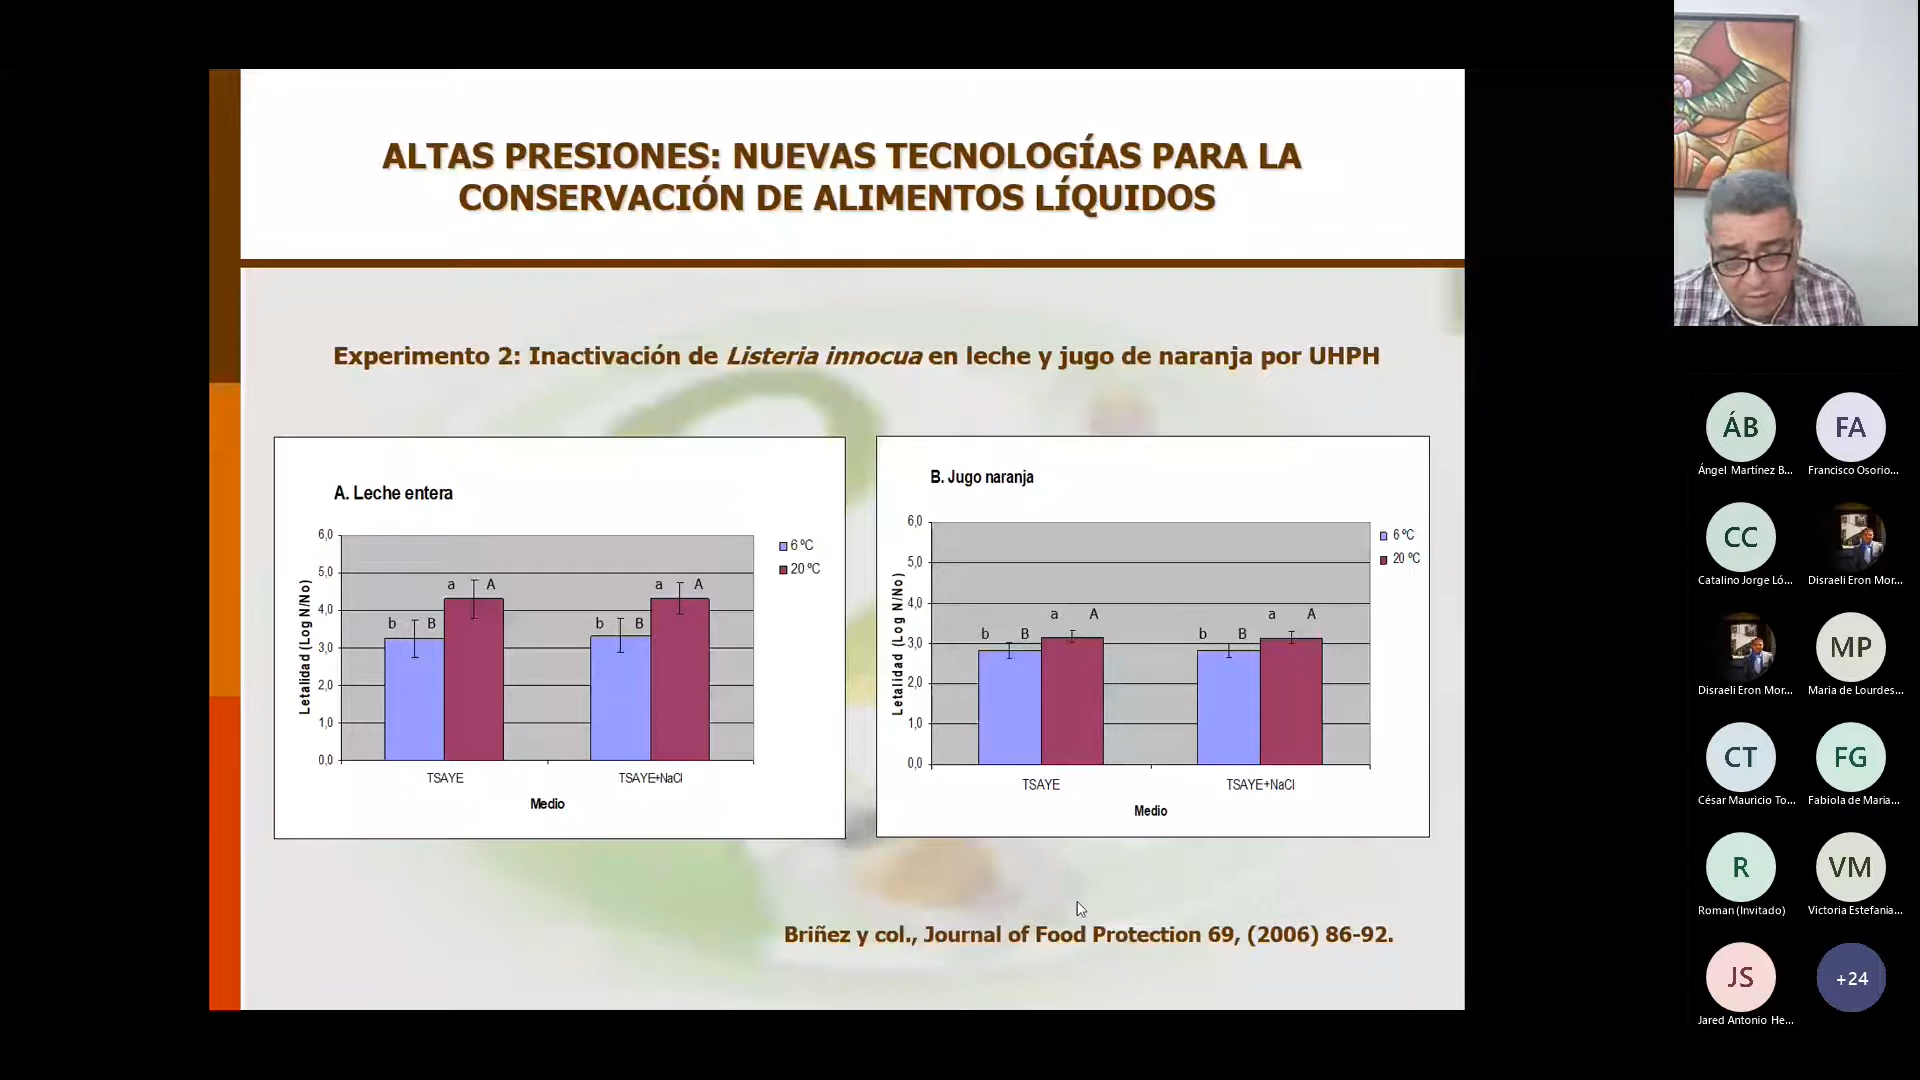 ALTAS PRESIONES: NUEVAS TECNOLOGÍAS PARA LA
CONSERVACIÓN DE ALIMENTOS LÍQUIDOS
Experimento 2: Inactivación de Listeria innocua en leche y jugo de naranja por UHPH
A. Leche entera
6,0
5,0
4,0
3,0
2,0
1,0
0,0
Letalidad (Log N/No)
b B
a A
b B
a A
TSAYE
TSAYE+NaCl
Medio
6 ºC
20 ºC
B. Jugo naranja
6,0
5,0
4,0
3,0
2,0
1,0
0,0
Letalidad (Log N/No)
b B
a A
b B
a A
TSAYE
TSAYE+NaCl
Medio
6 ºC
20 ºC
Briñez y col., Journal of Food Protection 69, (2006) 86-92.
ÁB
Ángel Martínez B...
FA
Francisco Osorio...
CC
Catalino Jorge Ló...
Disraeli Eron Mor...
Disraeli Eron Mor...
MP
Maria de Lourdes...
CT
César Mauricio To...
FG
Fabiola de Maria...
R
Roman (Invitado)
VM
Victoria Estefania...
JS
Jared Antonio He...
+24